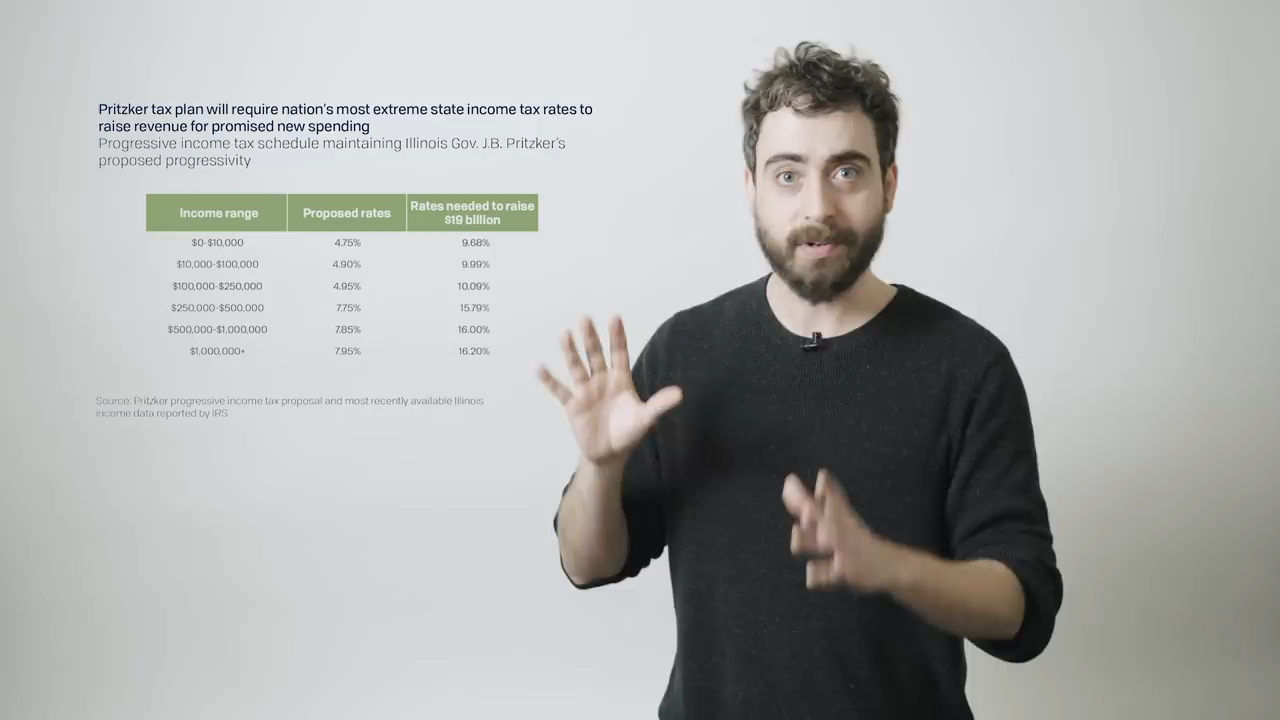 Pritzker tax plan will require nation's most extreme state income tax rates to
raise revenue for promised new spending
Progressive income tax schedule maintaining Illinois Gov. J.B. Pritzker's
proposed progressivity
Income range Proposed rates Rates needed to raise
$19 billion
$0-$10,000 4.75% 9.68%
$10,000-$100,000 4.90% 9.99%
$100,000-$250,000 4.95% 10.09%
$250,000-$500,000 7.75% 15.79%
$500,000-$1,000,000 7.85% 16.00%
$1,000,000+ 7.95% 16.20%
Source: Pritzker progressive income tax proposal and most recently available Illinois
income data reported by IRS